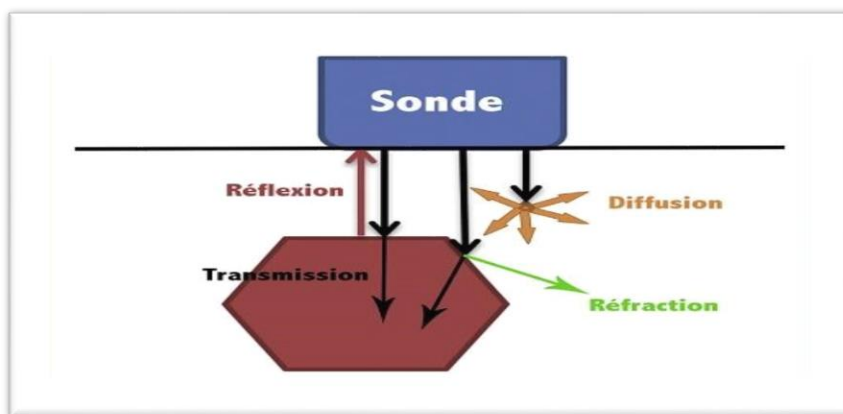 Sonde
Réflexion
Diffusion
Transmission
Réfraction